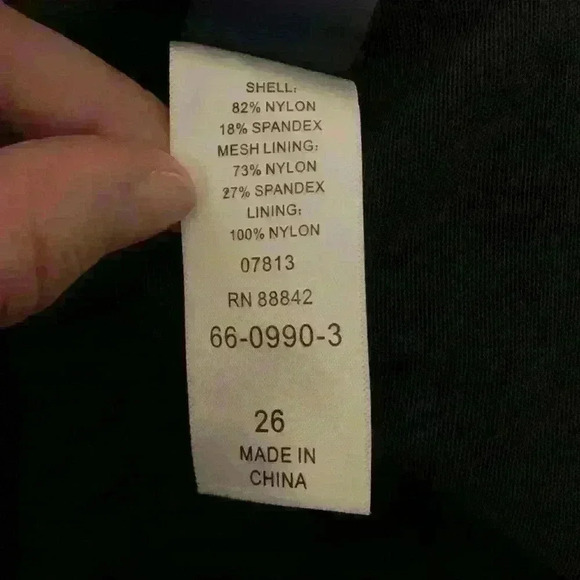 SHELL:
82% NYLON
18% SPANDEX
MESH LINING:
73% NYLON
27% SPANDEX
LINING:
100% NYLON
07813
RN 88842
66-0990-3
26
MADE IN
CHINA